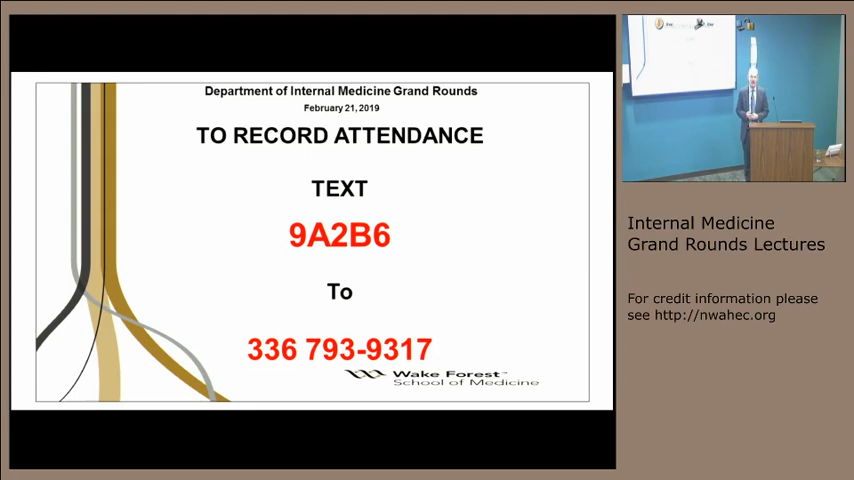 Department of Internal Medicine Grand Rounds
February 21, 2019
TO RECORD ATTENDANCE
TEXT
9A2B6
To
336 793-9317
Wake Forest™
School of Medicine
Internal Medicine
Grand Rounds Lectures
For credit information please
see http://nwahec.org